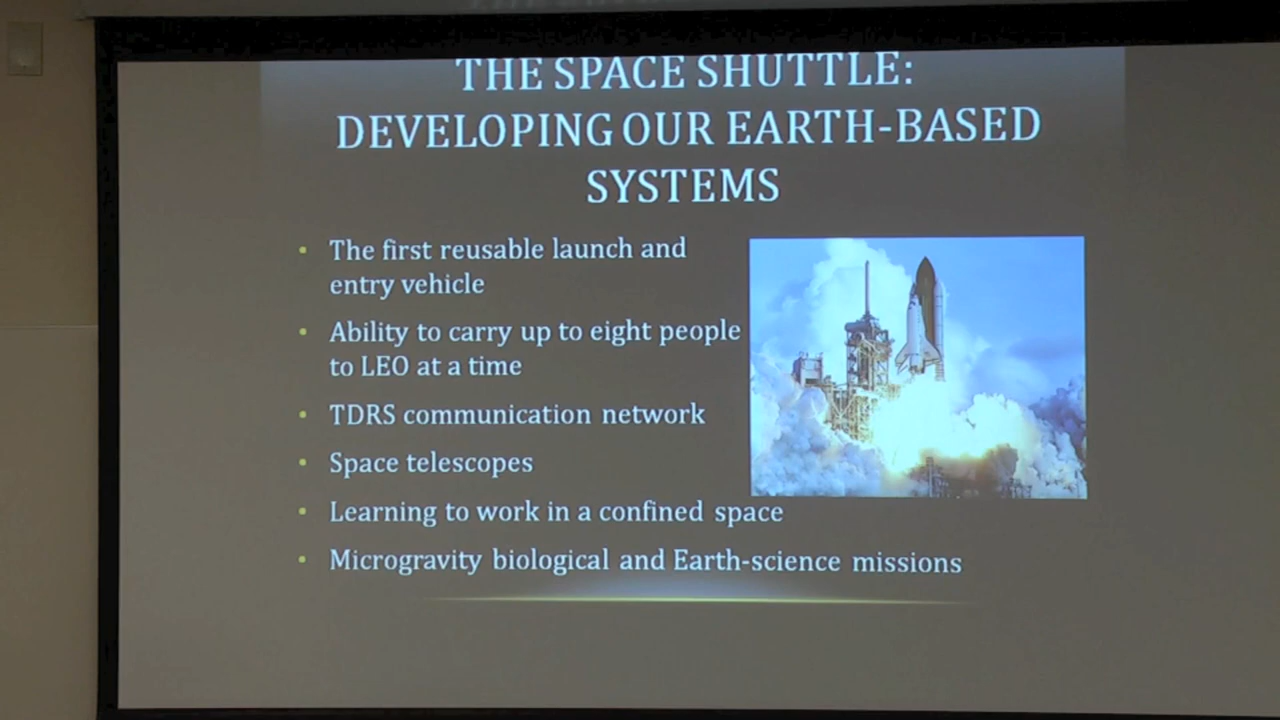 THE SPACE SHUTTLE:
DEVELOPING OUR EARTH-BASED
SYSTEMS
• The first reusable launch and
entry vehicle
• Ability to carry up to eight people
to LEO at a time
• TDRS communication network
• Space telescopes
• Learning to work in a confined space
• Microgravity biological and Earth-science missions